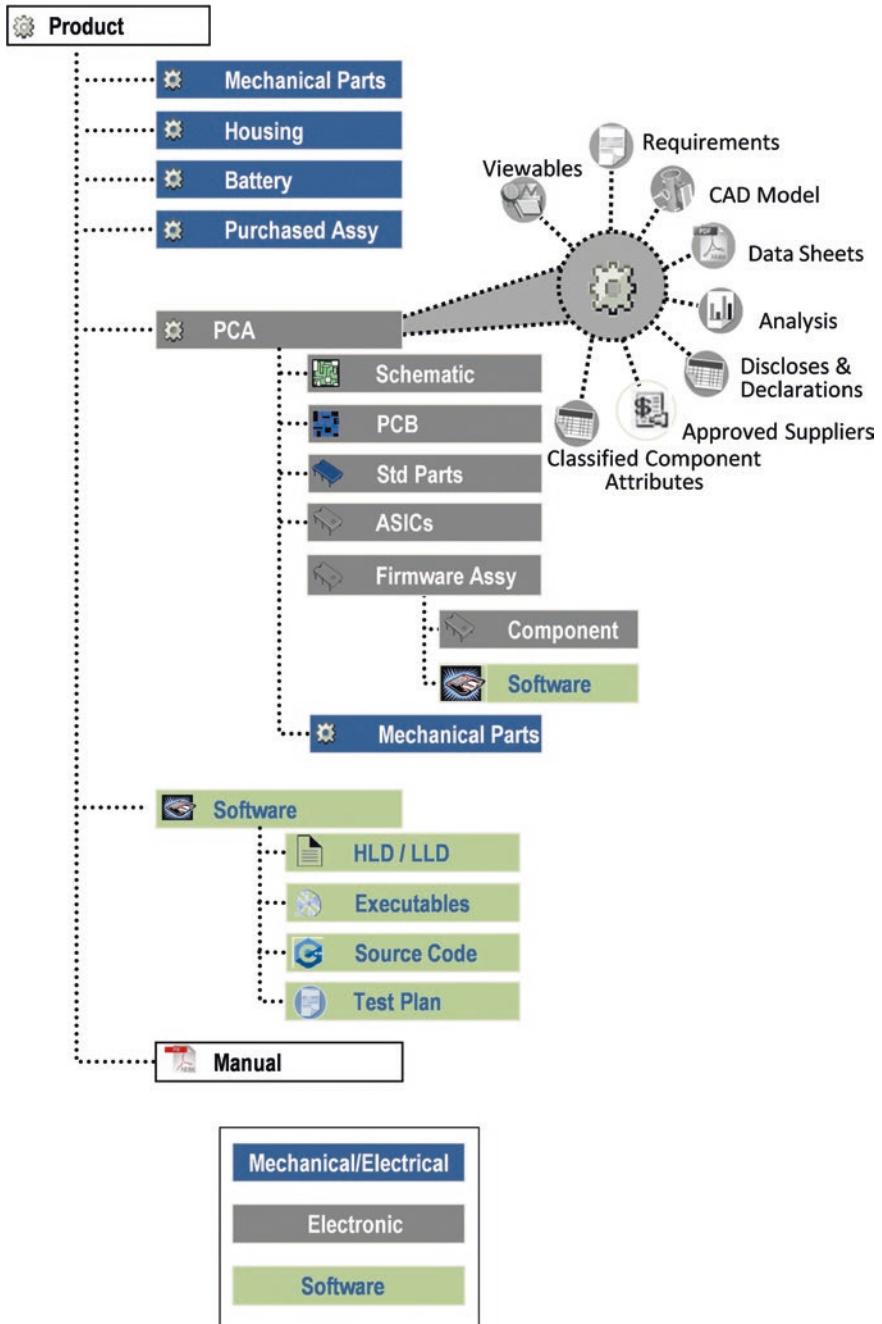 Product
Mechanical Parts
Housing
Battery
Purchased Assy
PCA
Viewables
Requirements
CAD Model
Data Sheets
Analysis
Discloses &
Declarations
Approved Suppliers
Classified Component
Attributes
Schematic
PCB
Std Parts
ASICs
Firmware Assy
Component
Software
Mechanical Parts
Software
HLD / LLD
Executables
Source Code
Test Plan
Manual
Mechanical/Electrical
Electronic
Software